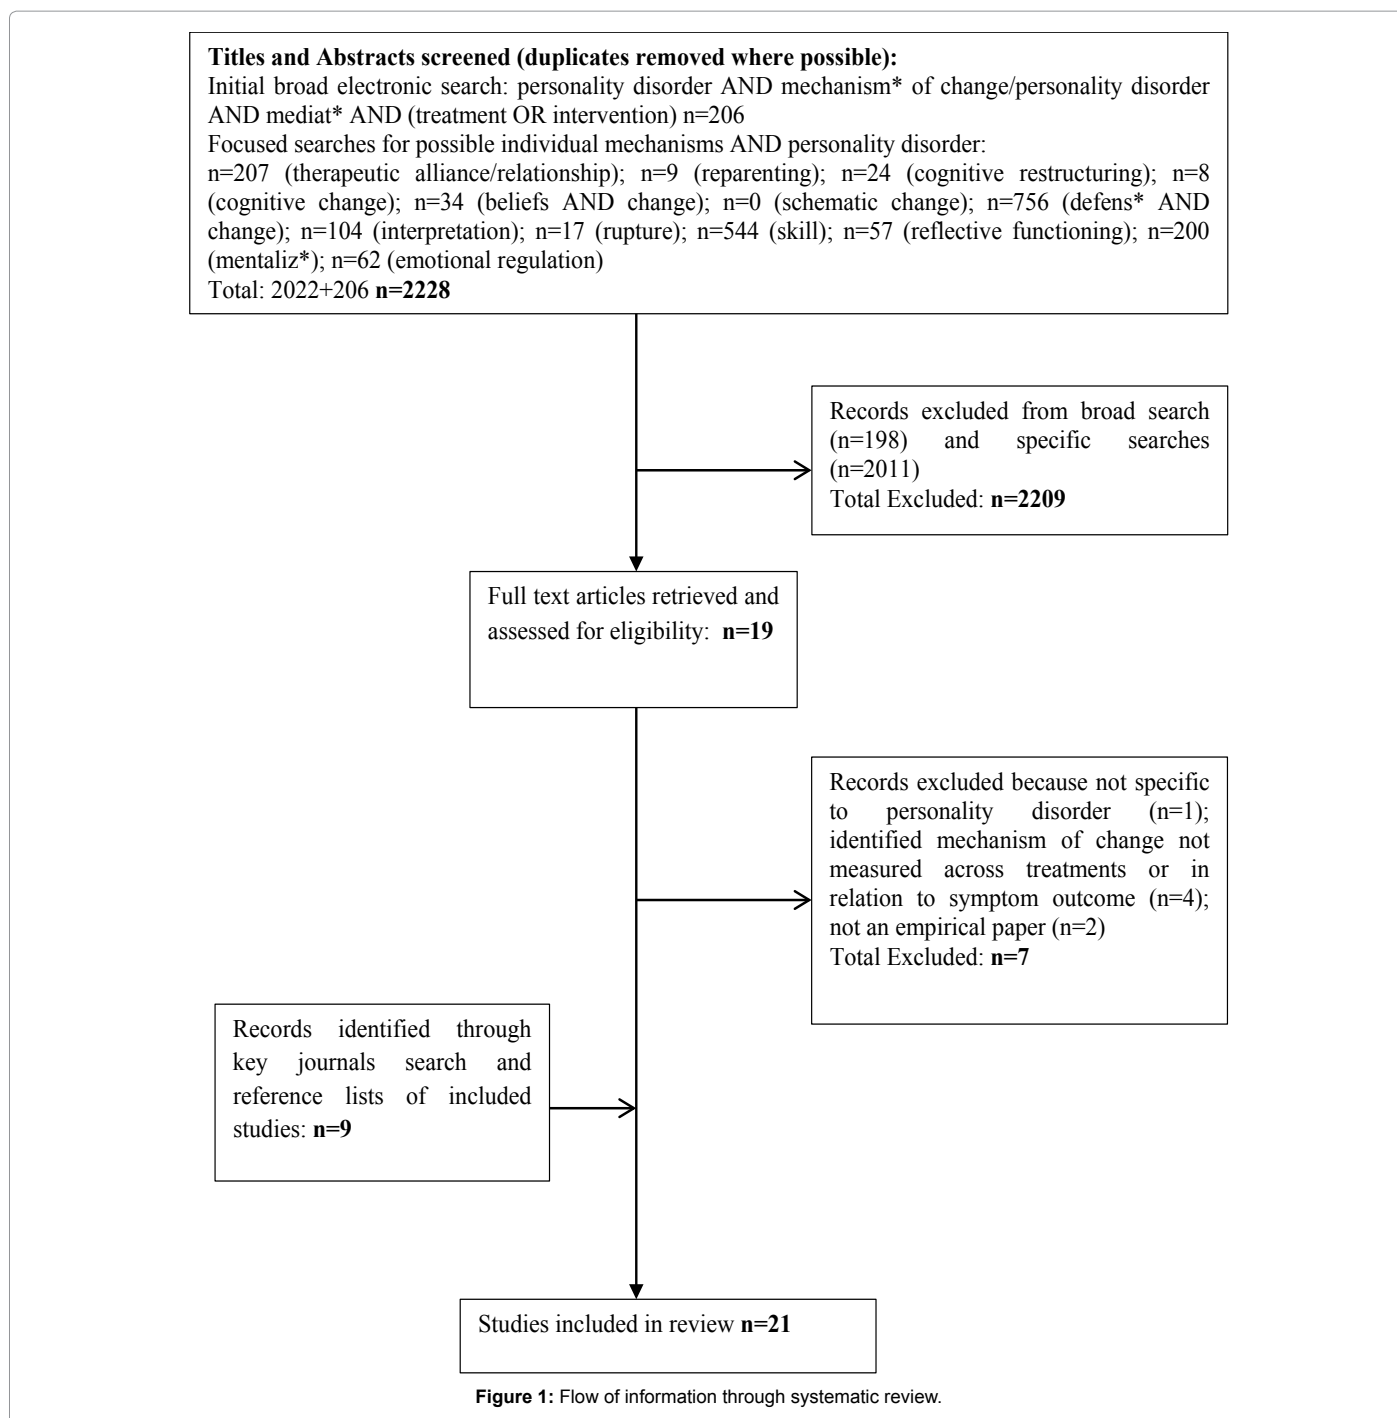 Titles and Abstracts screened (duplicates removed where possible):
Initial broad electronic search: personality disorder AND mechanism* of change/personality disorder
AND mediat* AND (treatment OR intervention) n=206
Focused searches for possible individual mechanisms AND personality disorder:
n=207 (therapeutic alliance/relationship); n=9 (reparenting); n=24 (cognitive restructuring); n=8
(cognitive change); n=34 (beliefs AND change); n=0 (schematic change); n=756 (defens* AND
change); n=104 (interpretation); n=17 (rupture); n=544 (skill); n=57 (reflective functioning); n=200
(mentaliz*); n=62 (emotional regulation)
Total: 2022+206 n=2228
Records excluded from broad search
(n=198) and specific searches
(n=2011)
Total Excluded: n=2209
Full text articles retrieved and
assessed for eligibility: n=19
Records excluded because not specific
to personality disorder (n=1);
identified mechanism of change not
measured across treatments or in
relation to symptom outcome (n=4);
not an empirical paper (n=2)
Total Excluded: n=7
Records identified through
key journals search and
reference lists of included
studies: n=9
Studies included in review n=21
Figure 1: Flow of information through systematic review.